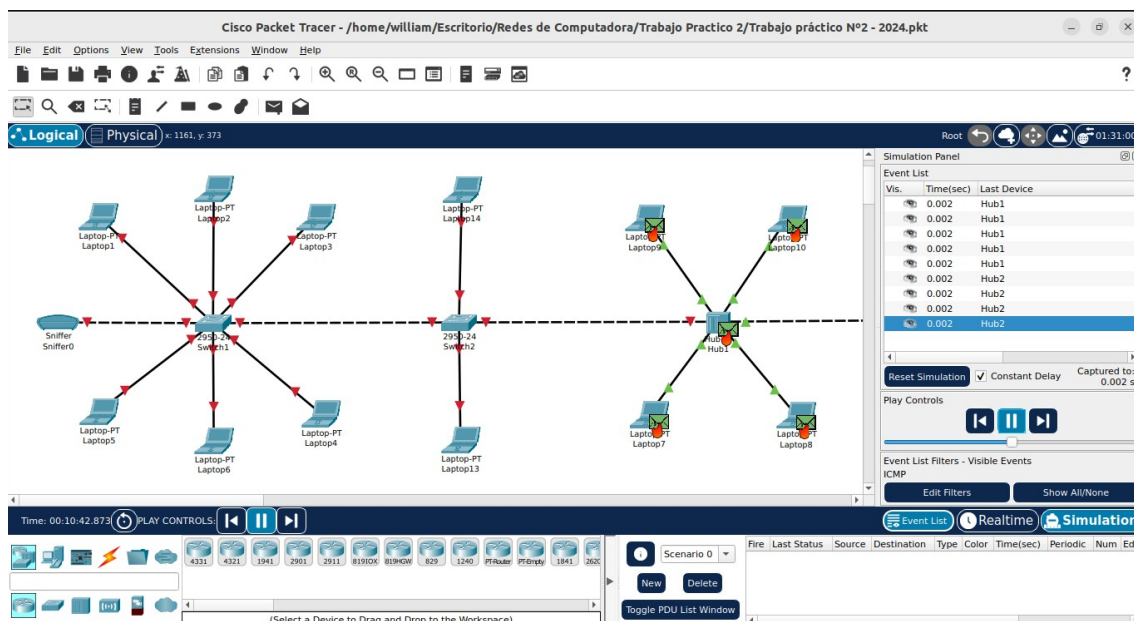 Cisco Packet Tracer - /home/william/Escritorio/Redes de Computadora/Trabajo Practico 2/Trabajo práctico Nº2 - 2024.pkt
File Edit Options View Tools Extensions Window Help
?
Logical Physical x: 1161, y: 373 Root 01:31:00
Simulation Panel
Event List
Vis. Time(sec) Last Device
0.002 Hub1
0.002 Hub1
0.002 Hub1
0.002 Hub1
0.002 Hub1
0.002 Hub2
0.002 Hub2
0.002 Hub2
0.002 Hub2
Reset Simulation Constant Delay Captured to:
0.002 s
Play Controls
Event List Filters - Visible Events
ICMP
Edit Filters Show All/None
Laptop-PT
Laptop2
Laptop-PT
Laptop14
Laptop-PT
Laptop1
Laptop-PT
Laptop3
Laptop9
Laptop10
Sniffer
Sniffer0
2950-24
Switch1
2950-24
Switch2
Hub1
Laptop-PT
Laptop5
Laptop-PT
Laptop4
Laptop7
Laptop8
Laptop-PT
Laptop6
Laptop-PT
Laptop13
Time: 00:10:42.873 PLAY CONTROLS: Event List Realtime Simulation
4331 4321 1941 2901 2911 819IOX 819HGW 829 1240 PT-Router PT-Empty 1841
(Select a Device to Drag and Drop to the Workspace)
Scenario 0
New Delete
Toggle PDU List Window
Fire Last Status Source Destination Type Color Time(sec) Periodic Num Ed